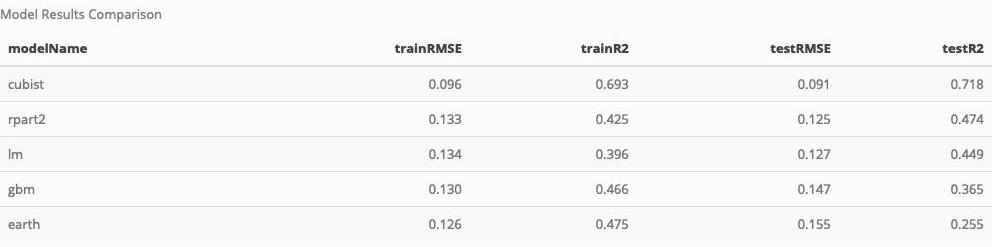 Model Results Comparison
modelName trainRMSE trainR2 testRMSE testR2
cubist 0.096 0.693 0.091 0.718
rpart2 0.133 0.425 0.125 0.474
lm 0.134 0.396 0.127 0.449
gbm 0.130 0.466 0.147 0.365
earth 0.126 0.475 0.155 0.255